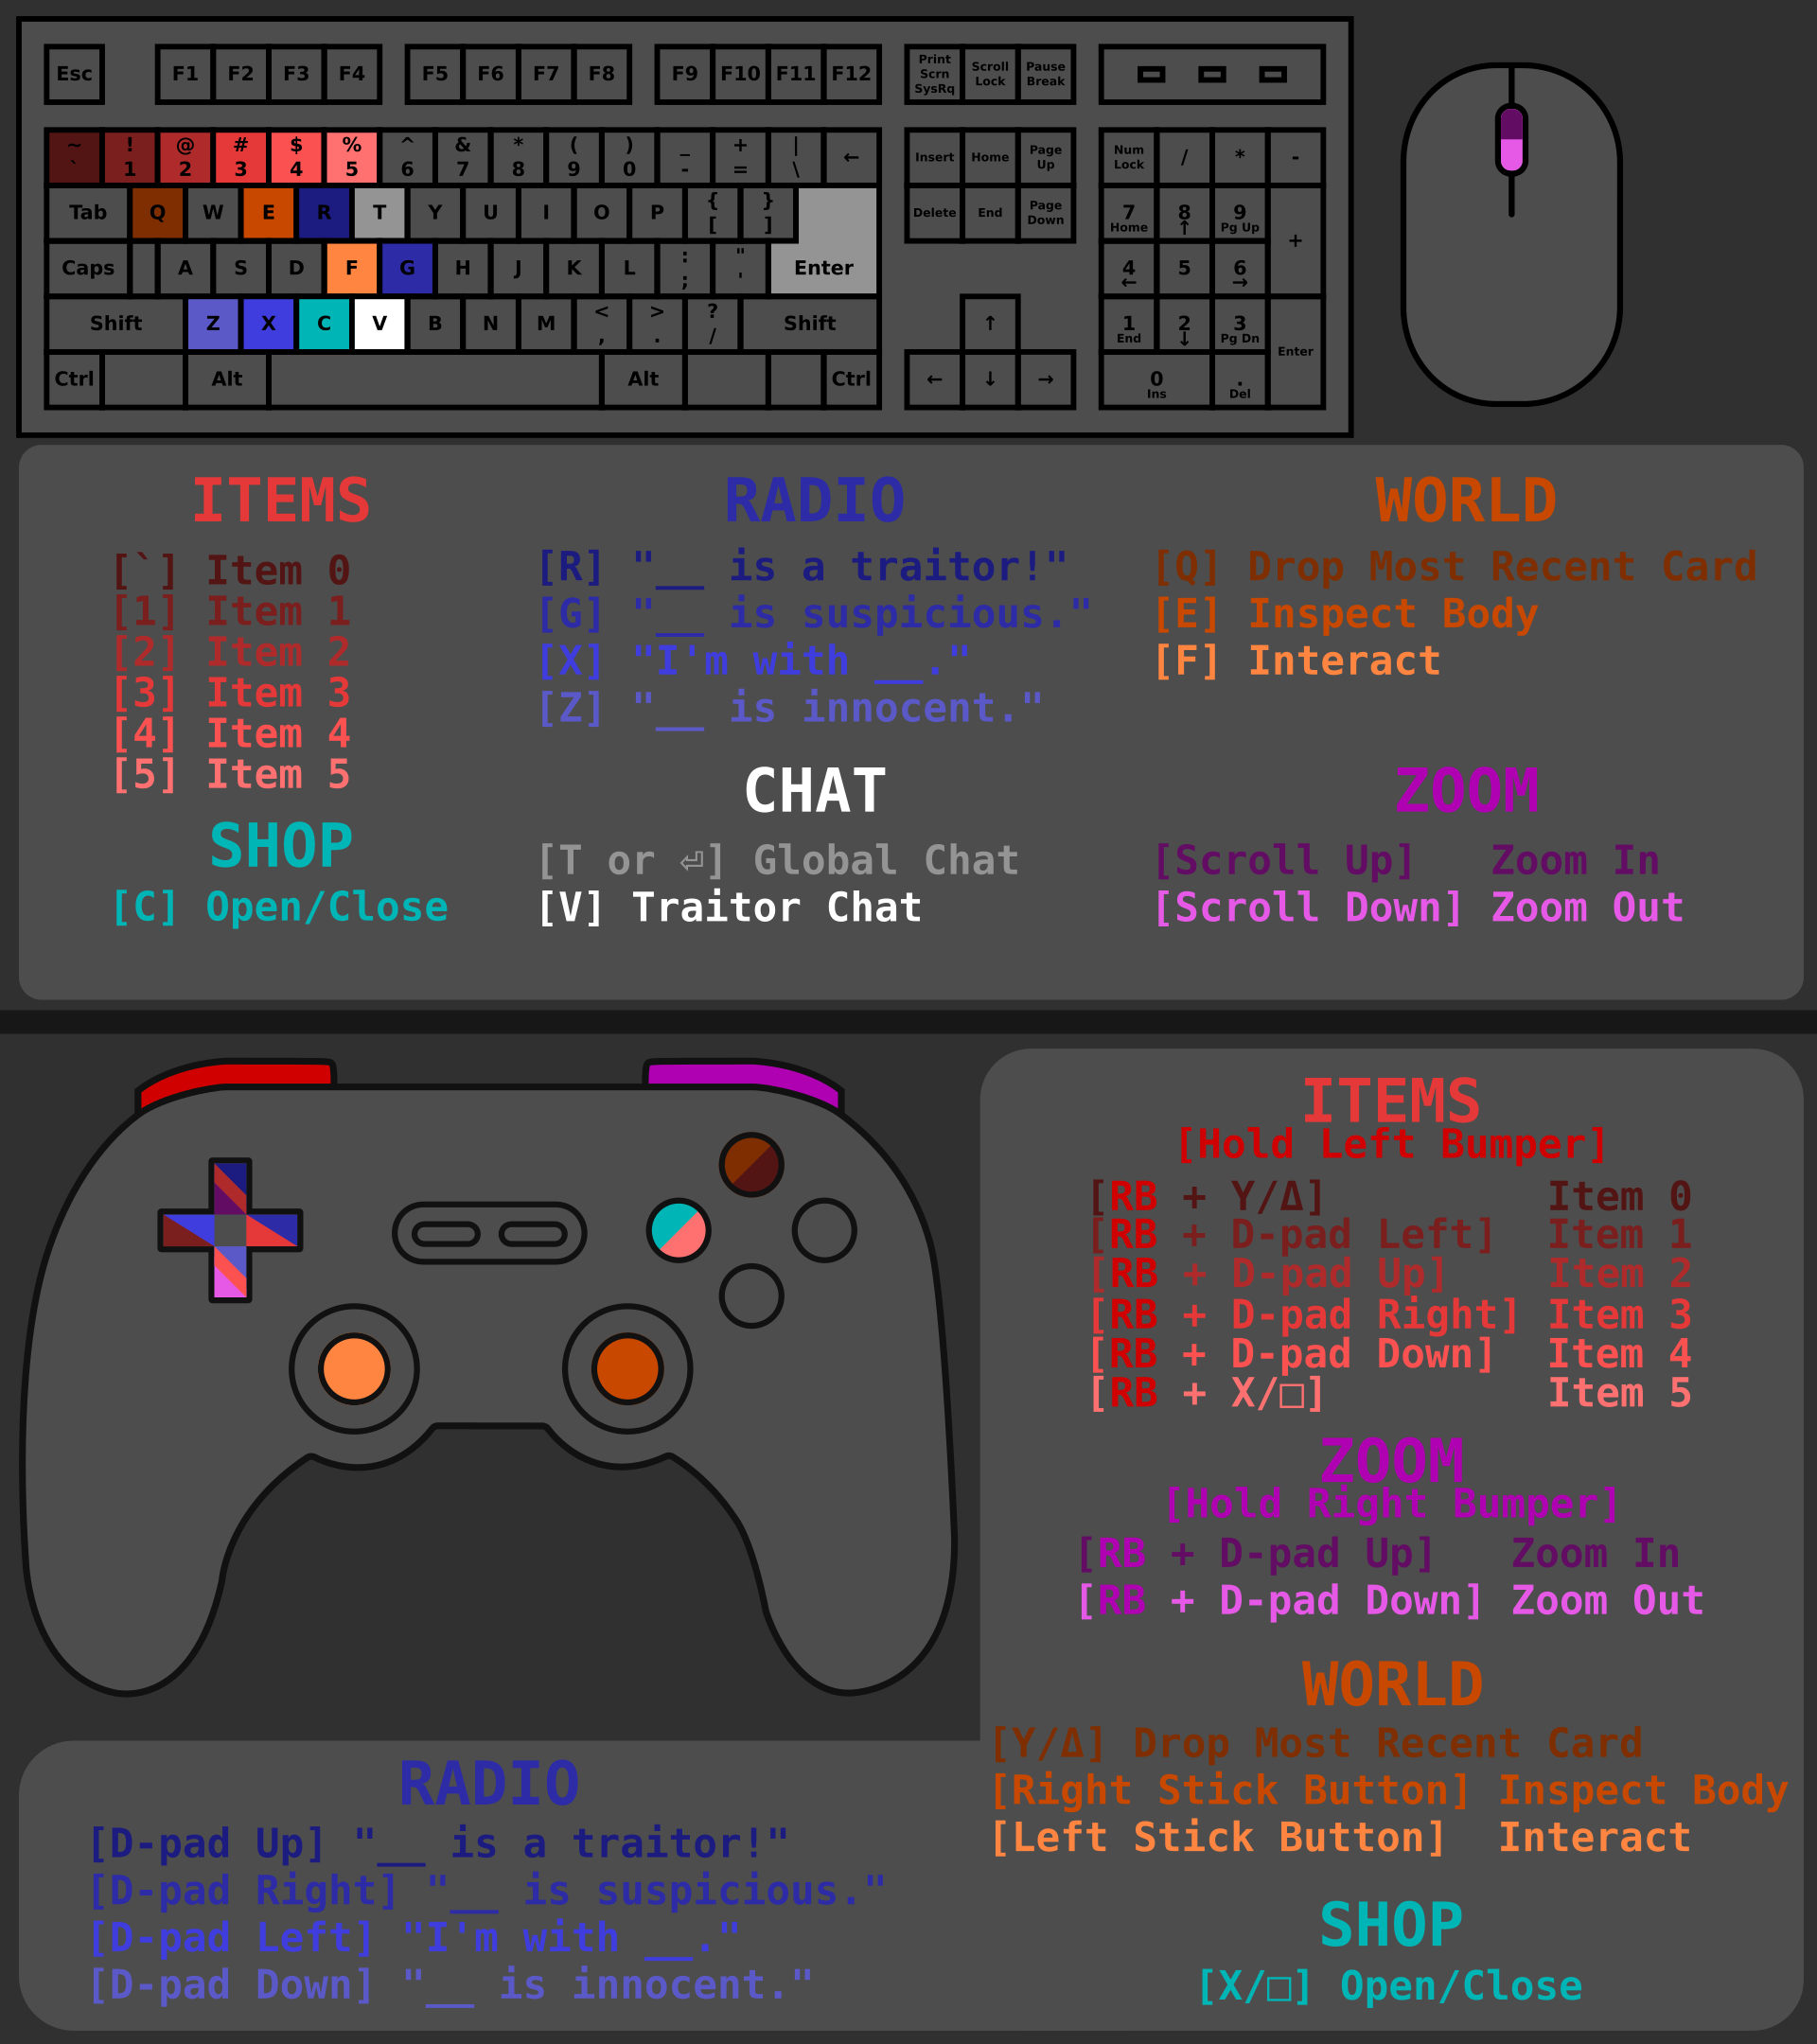 Esc F1 F2 F3 F4 F5 F6 F7 F8 F9 F10 F11 F12 Print Scrn SysRq Scroll Lock Pause Break
~ ` ! 1 @ 2 # 3 $ 4 % 5 ^ 6 & 7 * 8 ( 9 ) 0 _ - + = | \ ← Insert Home Page Up Num Lock / * -
Tab Q W E R T Y U I O P { [ } ] Delete End Page Down 7 Home 8 ↑ 9 Pg Up +
Caps A S D F G H J K L : ; " ' Enter 4 ← 5 6 →
Shift Z X C V B N M < , > . ? / Shift ↑ 1 End 2 ↓ 3 Pg Dn Enter
Ctrl Alt Alt Ctrl ← ↓ → 0 Ins . Del
ITEMS
[`] Item 0
[1] Item 1
[2] Item 2
[3] Item 3
[4] Item 4
[5] Item 5
SHOP
[C] Open/Close
RADIO
[R] "__ is a traitor!"
[G] "__ is suspicious."
[X] "I'm with __."
[Z] "__ is innocent."
CHAT
[T or ⏎] Global Chat
[V] Traitor Chat
WORLD
[Q] Drop Most Recent Card
[E] Inspect Body
[F] Interact
ZOOM
[Scroll Up] Zoom In
[Scroll Down] Zoom Out
ITEMS
[Hold Left Bumper]
[RB + Y/Δ] Item 0
[RB + D-pad Left] Item 1
[RB + D-pad Up] Item 2
[RB + D-pad Right] Item 3
[RB + D-pad Down] Item 4
[RB + X/□] Item 5
ZOOM
[Hold Right Bumper]
[RB + D-pad Up] Zoom In
[RB + D-pad Down] Zoom Out
WORLD
[Y/Δ] Drop Most Recent Card
[Right Stick Button] Inspect Body
[Left Stick Button] Interact
SHOP
[X/□] Open/Close
RADIO
[D-pad Up] "__ is a traitor!"
[D-pad Right] "__ is suspicious."
[D-pad Left] "I'm with __."
[D-pad Down] "__ is innocent."